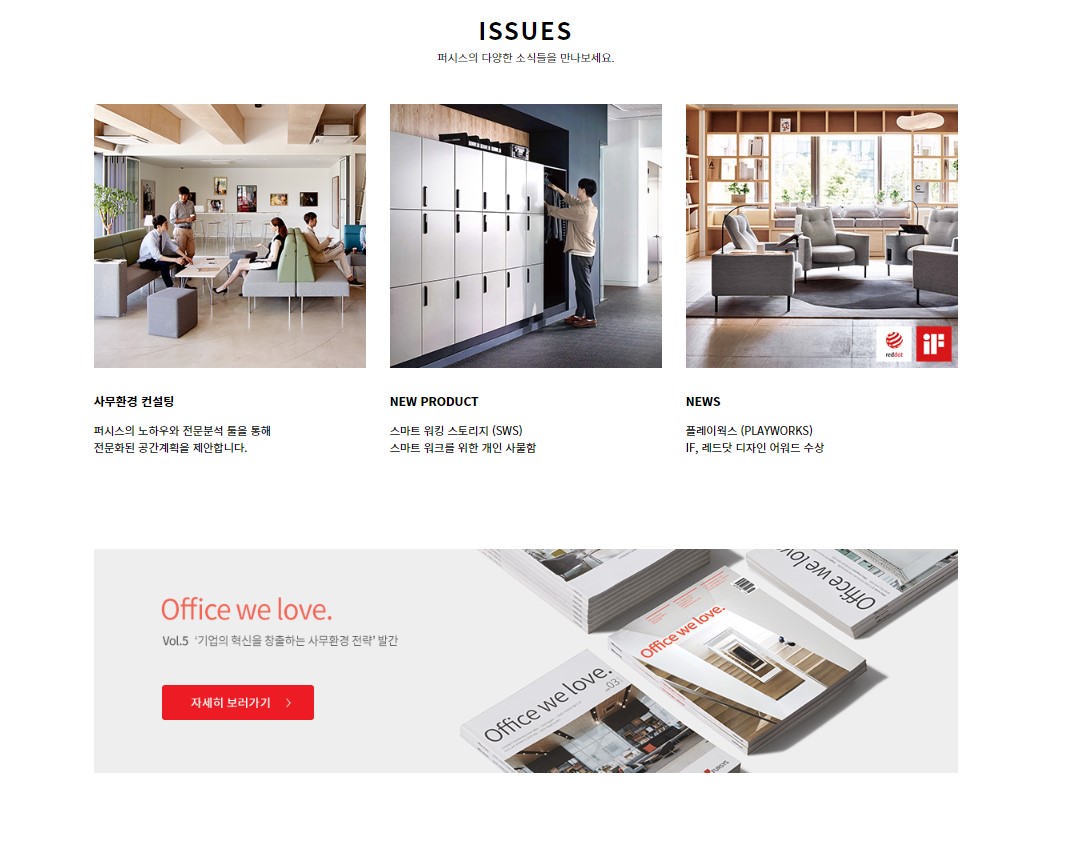 ISSUES
퍼시스의 다양한 소식들을 만나보세요.
reddot
iF
사무환경 컨설팅
퍼시스의 노하우와 전문분석 툴을 통해
전문화된 공간계획을 제안합니다.
NEW PRODUCT
스마트 워킹 스토리지 (SWS)
스마트 워크를 위한 개인 사물함
NEWS
플레이웍스 (PLAYWORKS)
IF, 레드닷 디자인 어워드 수상
Office we love.
Vol.5 '기업의 혁신을 창출하는 사무환경 전략' 발간
자세히 보러가기 >
Office we love.
Office we love.
Office we love.
_03
FURSYS